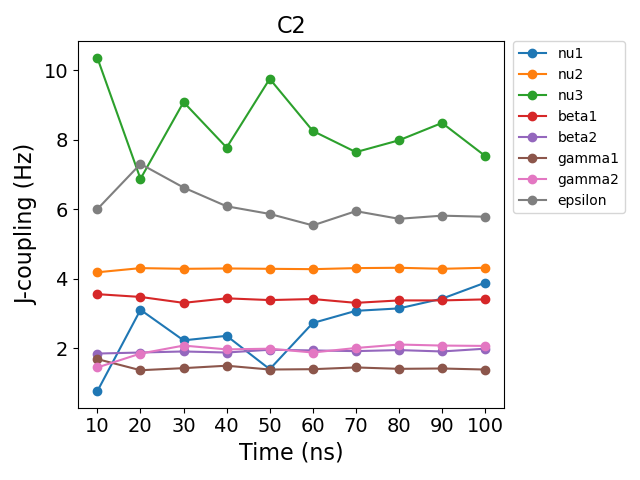 C2
J-coupling (Hz)
10
8
6
4
2
10 20 30 40 50 60 70 80 90 100
Time (ns)
nu1
nu2
nu3
beta1
beta2
gamma1
gamma2
epsilon